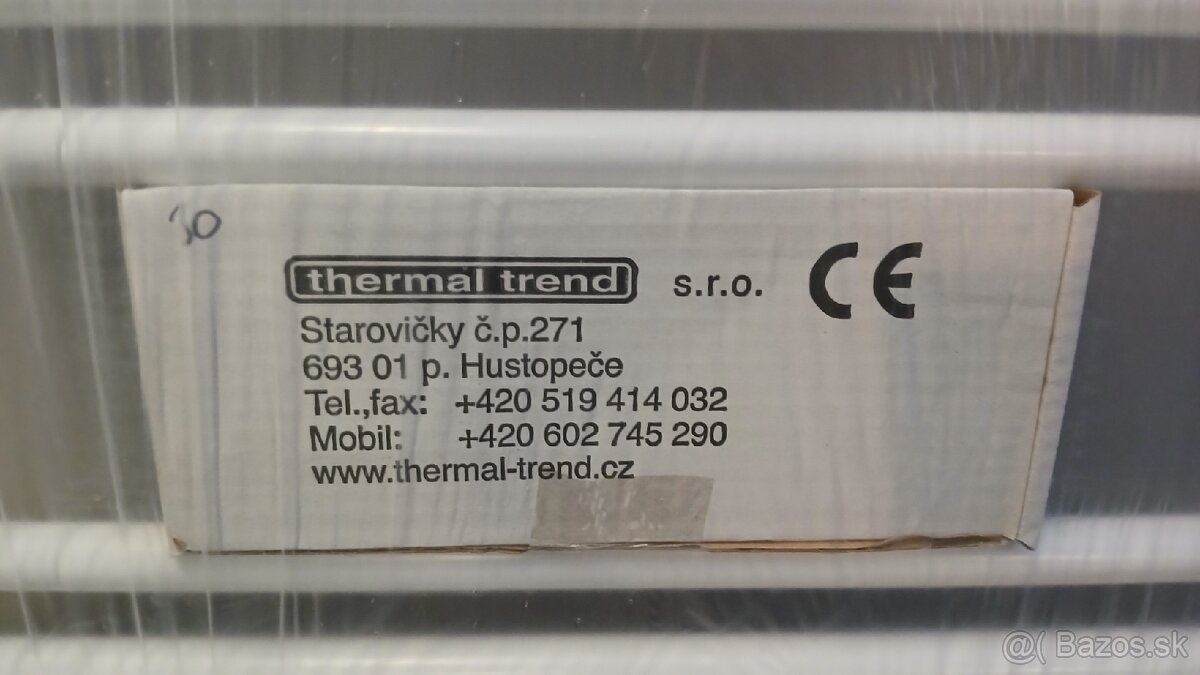 30
thermal trend s.r.o. CE
Starovičky č.p.271
693 01 p. Hustopeče
Tel.,fax: +420 519 414 032
Mobil: +420 602 745 290
www.thermal-trend.cz
@( Bazos.sk